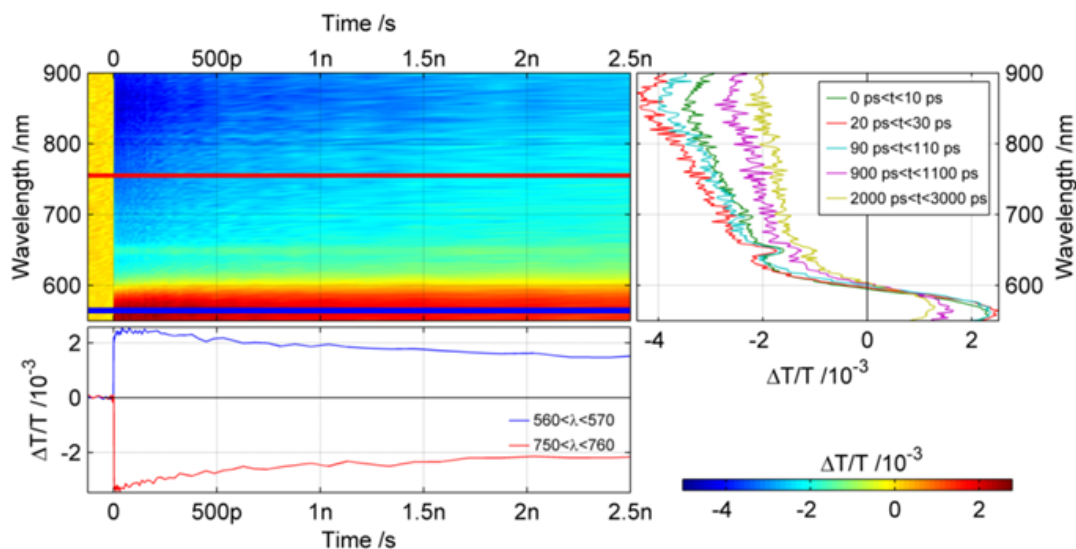 Time /s
0 500p 1n 1.5n 2n 2.5n
900
800
700
600
Wavelength /nm
0 ps<t<10 ps
20 ps<t<30 ps
90 ps<t<110 ps
900 ps<t<1100 ps
2000 ps<t<3000 ps
900
800
700
600
Wavelength /nm
-4 -2 0 2
ΔT/T /10⁻³
2
0
-2
ΔT/T /10⁻³
560<λ<570
750<λ<760
0 500p 1n 1.5n 2n 2.5n
Time /s
ΔT/T /10⁻³
-4 -2 0 2